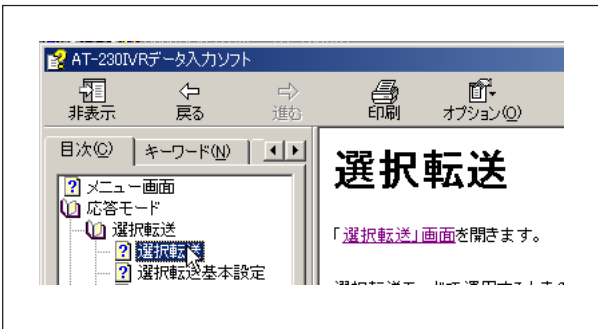 AT-230IVRデータ入力ソフト
非表示 戻る 進む 印刷 オプション(O)
目次(C) キーワード(N)
メニュー画面
応答モード
選択転送
選択転送
選択転送基本設定
選択転送
「選択転送」画面を開きます。